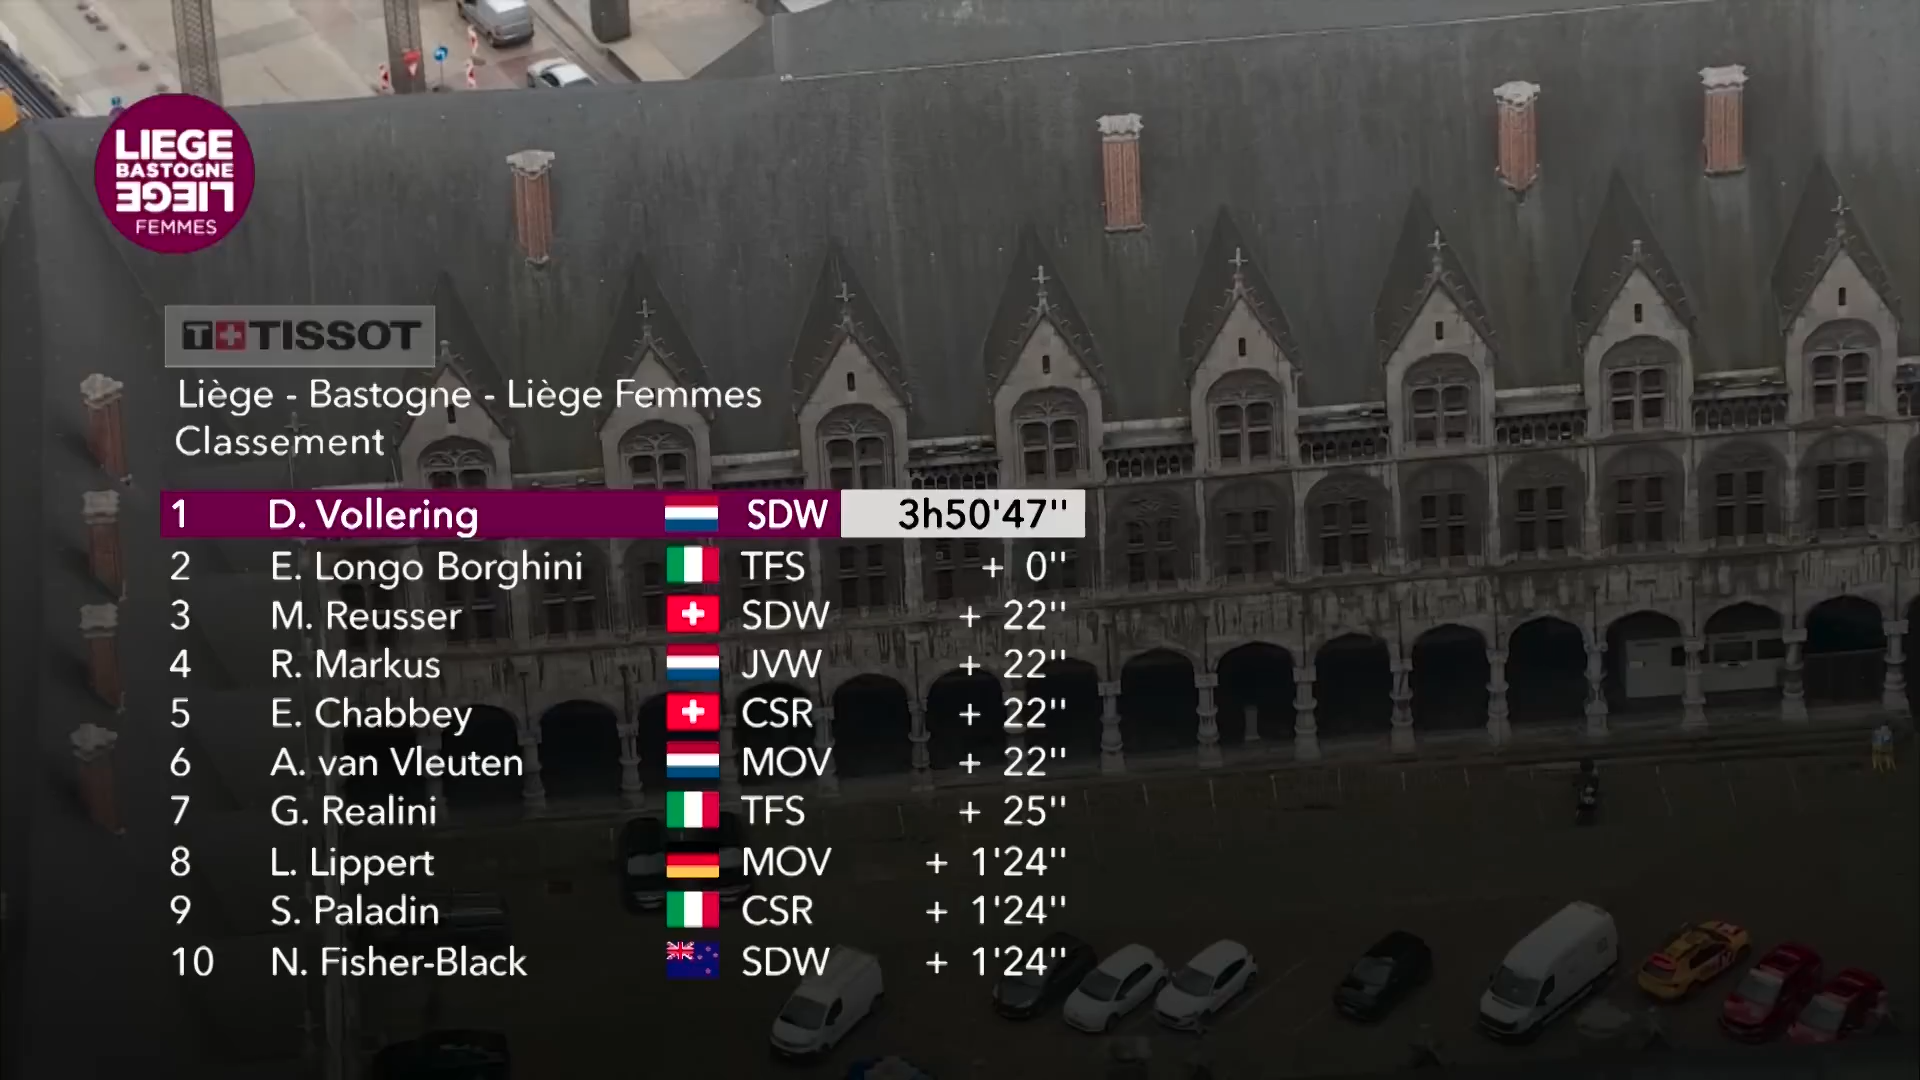 LIEGE
BASTOGNE
LIEGE
FEMMES
T+TISSOT
Liège - Bastogne - Liège Femmes
Classement
1 D. Vollering SDW 3h50'47''
2 E. Longo Borghini TFS + 0''
3 M. Reusser SDW + 22''
4 R. Markus JVW + 22''
5 E. Chabbey CSR + 22''
6 A. van Vleuten MOV + 22''
7 G. Realini TFS + 25''
8 L. Lippert MOV + 1'24''
9 S. Paladin CSR + 1'24''
10 N. Fisher-Black SDW + 1'24''